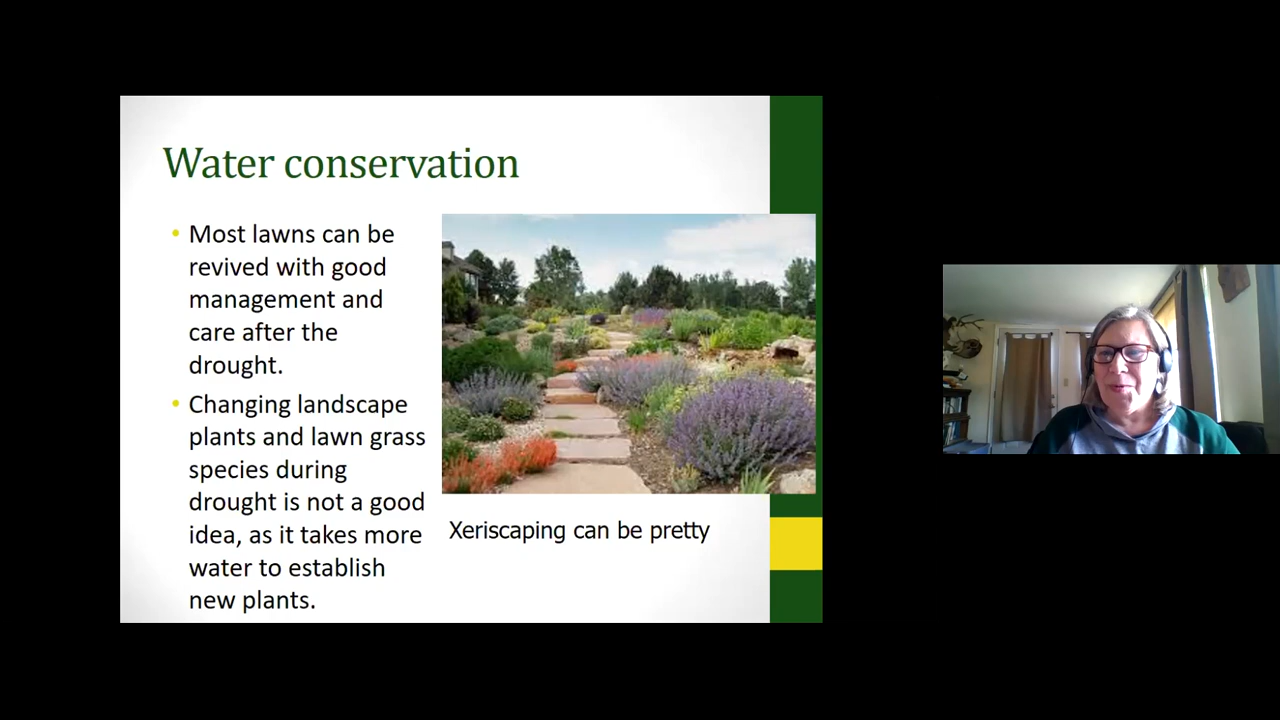 Water conservation
• Most lawns can be
revived with good
management and
care after the
drought.
• Changing landscape
plants and lawn grass
species during
drought is not a good
idea, as it takes more
water to establish
new plants.
Xeriscaping can be pretty